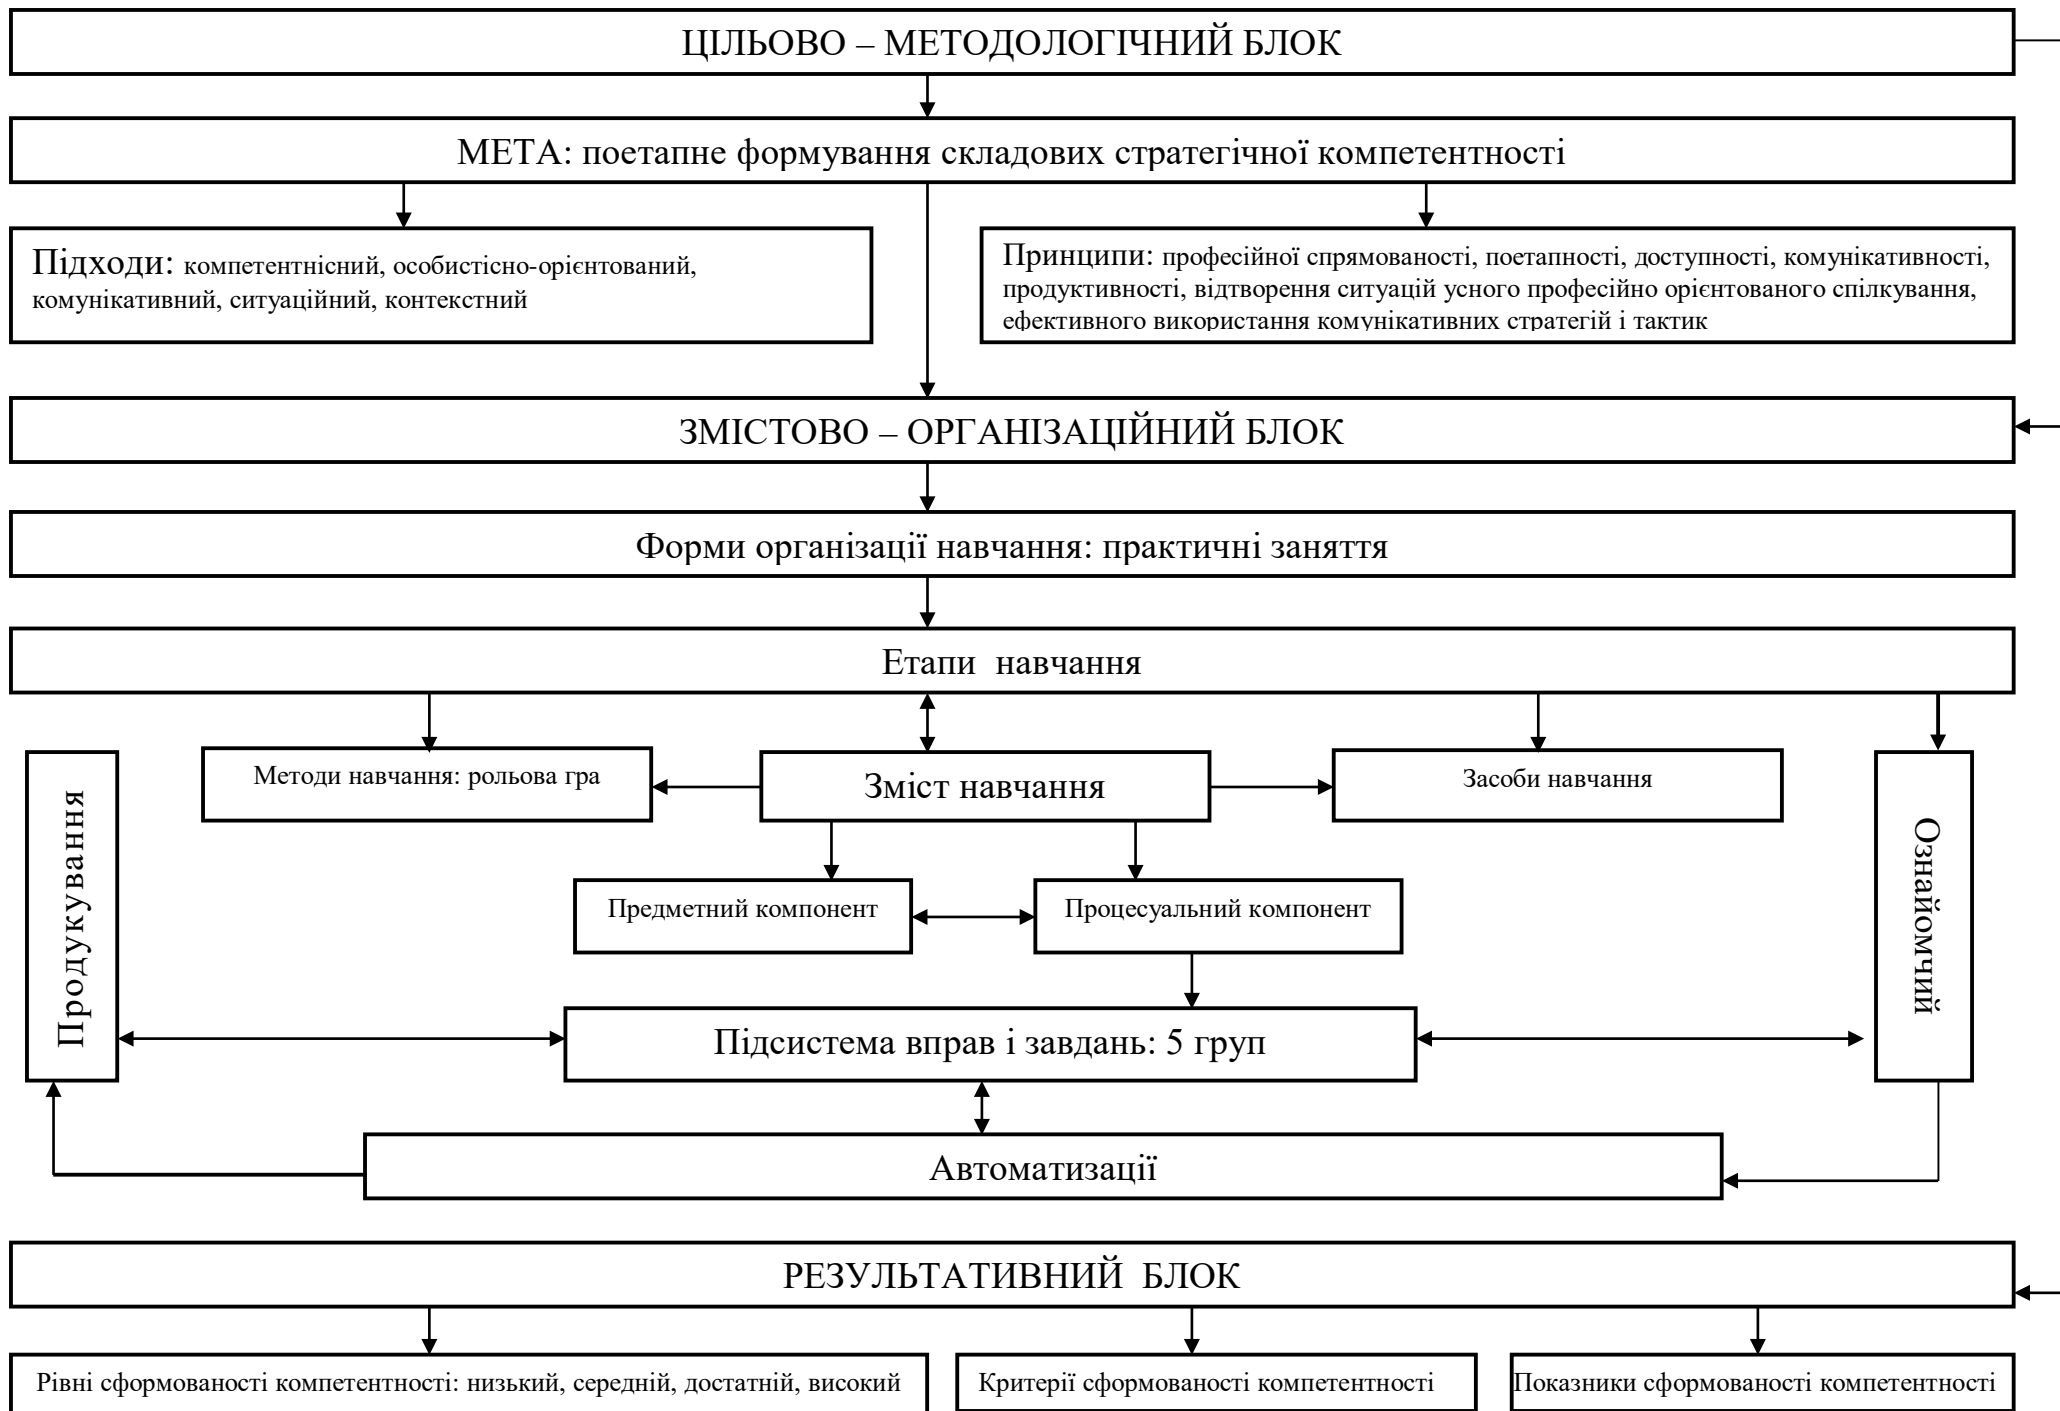 ЦІЛЬОВО – МЕТОДОЛОГІЧНИЙ БЛОК
МЕТА: поетапне формування складових стратегічної компетентності
Підходи: компетентнісний, особистісно-орієнтований,
комунікативний, ситуаційний, контекстний
Принципи: професійної спрямованості, поетапності, доступності, комунікативності,
продуктивності, відтворення ситуацій усного професійно орієнтованого спілкування,
ефективного використання комунікативних стратегій і тактик
ЗМІСТОВО – ОРГАНІЗАЦІЙНИЙ БЛОК
Форми організації навчання: практичні заняття
Етапи навчання
Продукування
Методи навчання: рольова гра
Зміст навчання
Засоби навчання
Ознайомчий
Предметний компонент
Процесуальний компонент
Підсистема вправ і завдань: 5 груп
Автоматизації
РЕЗУЛЬТАТИВНИЙ БЛОК
Рівні сформованості компетентності: низький, середній, достатній, високий
Критерії сформованості компетентності
Показники сформованості компетентності